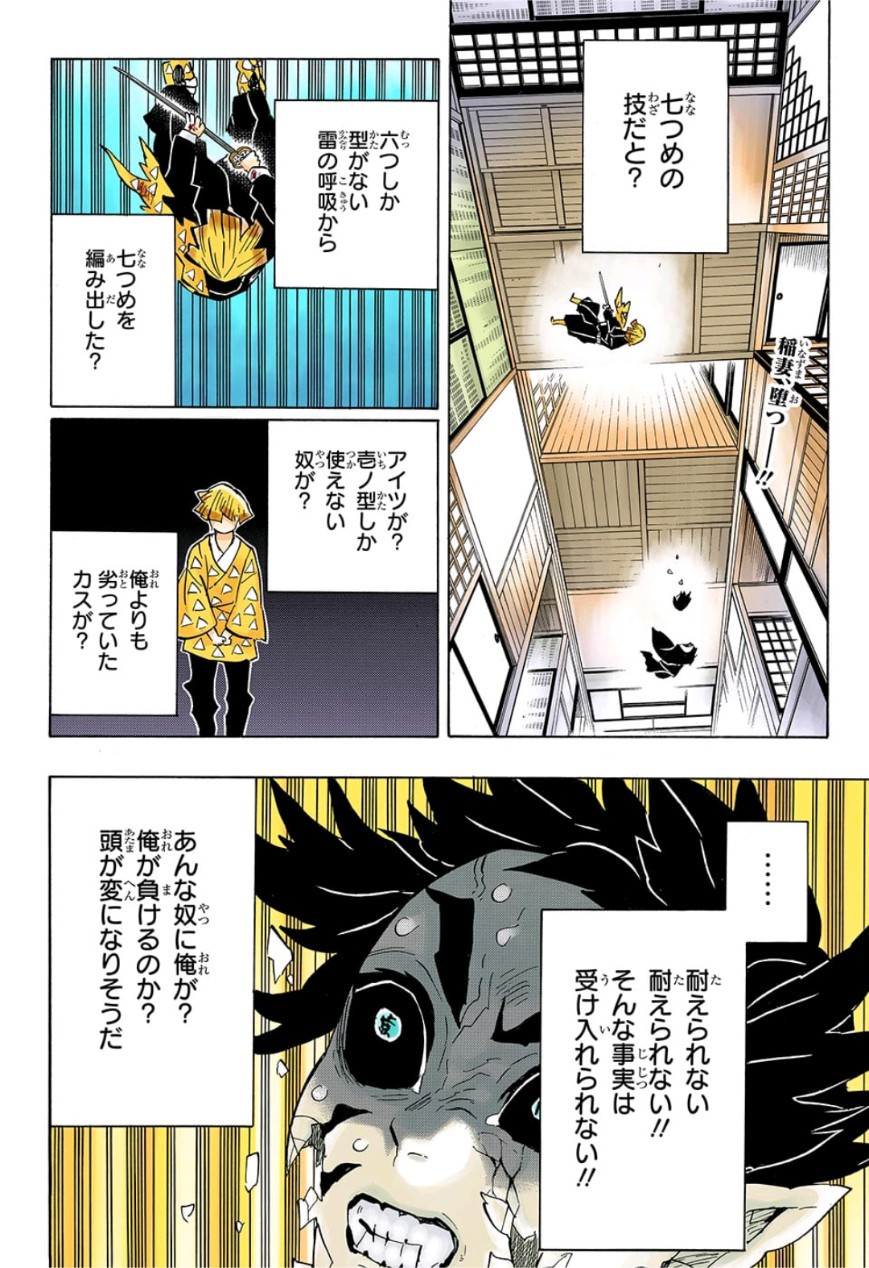 七つめの
技だと？
稲妻、堕つ――!!
六つしか
型がない
雷の呼吸から
七つめを
編み出した？
アイツが？
壱ノ型しか
使えない
奴が？
俺よりも
劣っていた
カスが？
……
耐えられない
耐えられない!!
そんな事実は
受け入れられない!!
あんな奴に俺が？
俺が負けるのか？
頭が変になりそうだ